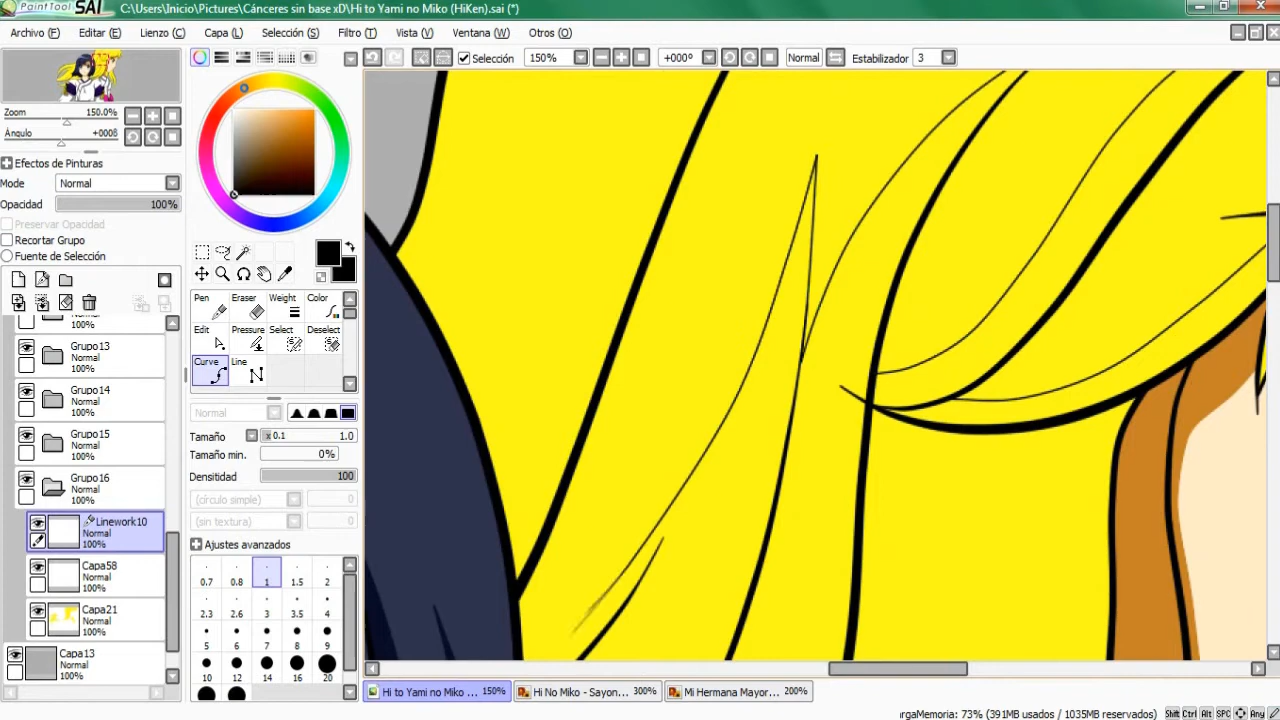 PaintTool SAI C:\Users\Inicio\Pictures\Cánceres sin base xD\Hi to Yami no Miko (HiKen).sai (*)
Archivo (F) Editar (E) Lienzo (C) Capa (L) Selección (S) Filtro (T) Vista (V) Ventana (W) Otros (O)
Selección 150% +000º Normal Estabilizador 3
Zoom 150.0%
Ángulo +000º
Efectos de Pinturas
Mode Normal
Opacidad 100%
Preservar Opacidad
Recortar Grupo
Fuente de Selección
100%
Grupo13
Normal
100%
Grupo14
Normal
100%
Grupo15
Normal
100%
Grupo16
Normal
100%
Linework10
Normal
100%
Capa58
Normal
100%
Capa21
Normal
100%
Capa13
Normal
100%
Pen Eraser Weight Color
Edit Pressure Select Deselect
Curve Line
Normal
Tamaño x 0.1 1.0
Tamaño min. 0%
Densitidad 100
(círculo simple) 0
(sin textura) 0
Ajustes avanzados
0.7 0.8 1 1.5 2
2.3 2.6 3 3.5 4
5 6 7 8 9
10 12 14 16 20
Hi to Yami no Miko ... 150% Hi No Miko - Sayon... 300% Mi Hermana Mayor... 200%
argaMemoria: 73% (391MB usados / 1035MB reservados) Shift Ctrl Alt SPC Any